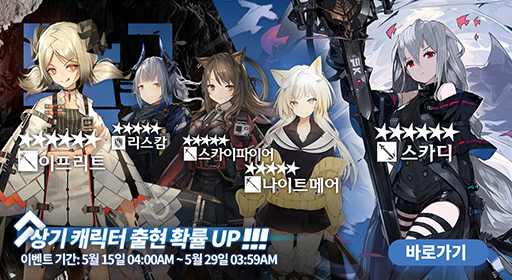 이프리트
리스캄
스카이파이어
나이트메어
스카디
상기 캐릭터 출현 확률 UP !!!
이벤트 기간: 5월 15일 04:00AM ~ 5월 29일 03:59AM
바로가기